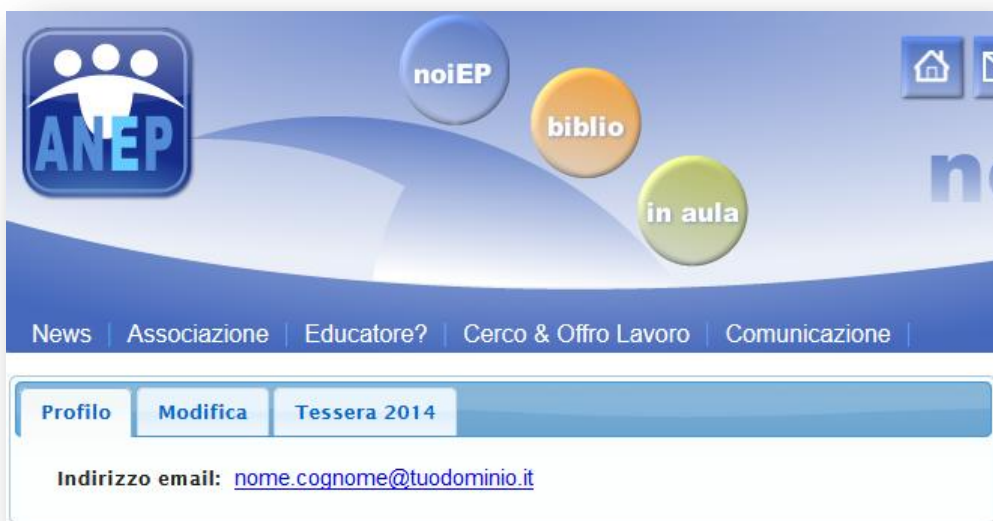 ANEP
noiEP
biblio
in aula
News | Associazione | Educatore? | Cerco & Offro Lavoro | Comunicazione |
Profilo Modifica Tessera 2014
Indirizzo email: nome.cognome@tuodominio.it